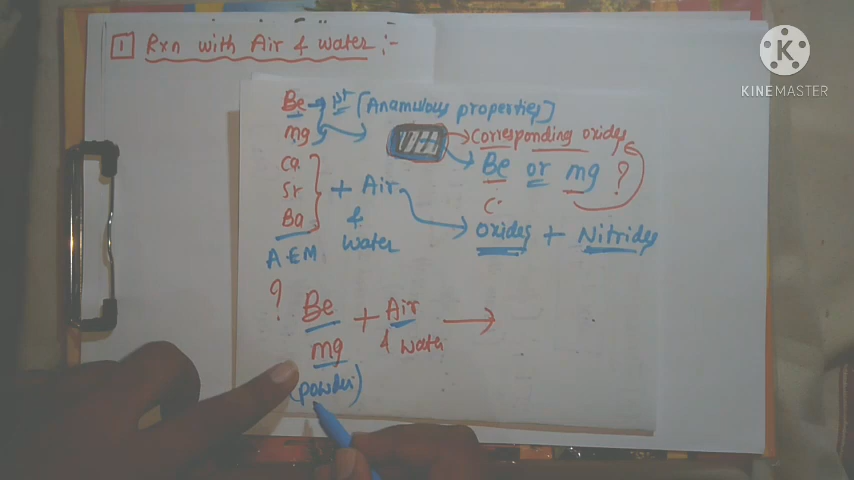 1 Rxn with Air & water :-
KINEMASTER
Be → 1st [Anamulous properties]
mg
Corresponding oxides
Be or mg ?
Ca
Sr + Air
Ba & water
Oxides + Nitrides
AEM
?
Be + Air →
mg & water
(powder)